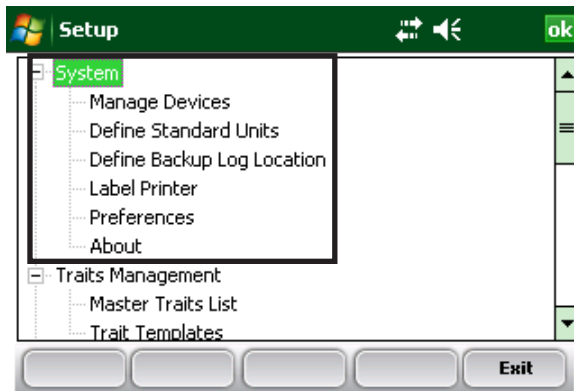 Setup
ok
System
Manage Devices
Define Standard Units
Define Backup Log Location
Label Printer
Preferences
About
Traits Management
Master Traits List
Trait Templates
Exit